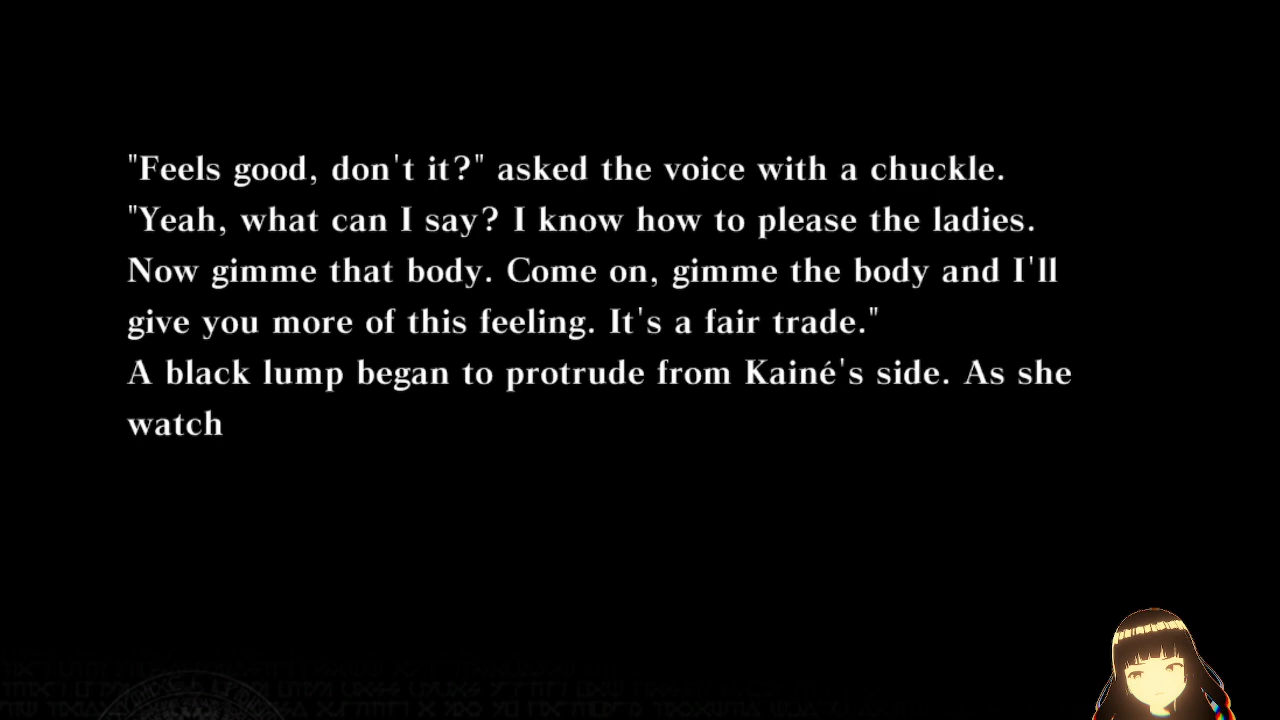 "Feels good, don't it?" asked the voice with a chuckle.
"Yeah, what can I say? I know how to please the ladies.
Now gimme that body. Come on, gimme the body and I'll
give you more of this feeling. It's a fair trade."
A black lump began to protrude from Kainé's side. As she
watch